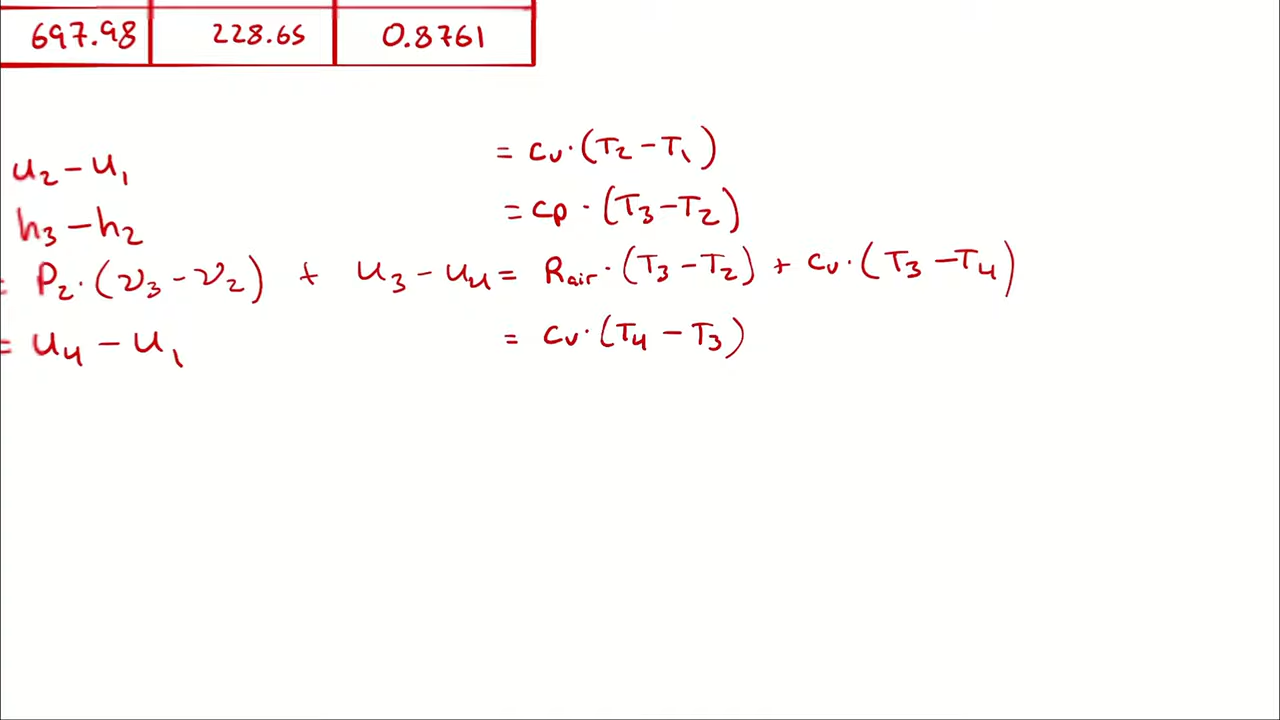 697.98 228.65 0.8761
u₂ - u₁ = Cv·(T₂ - T₁)
h₃ - h₂ = Cp·(T₃ - T₂)
= P₂·(v₃ - v₂) + u₃ - u₄ = Rair·(T₃ - T₂) + Cv·(T₃ - T₄)
= u₄ - u₁ = Cv·(T₄ - T₃)